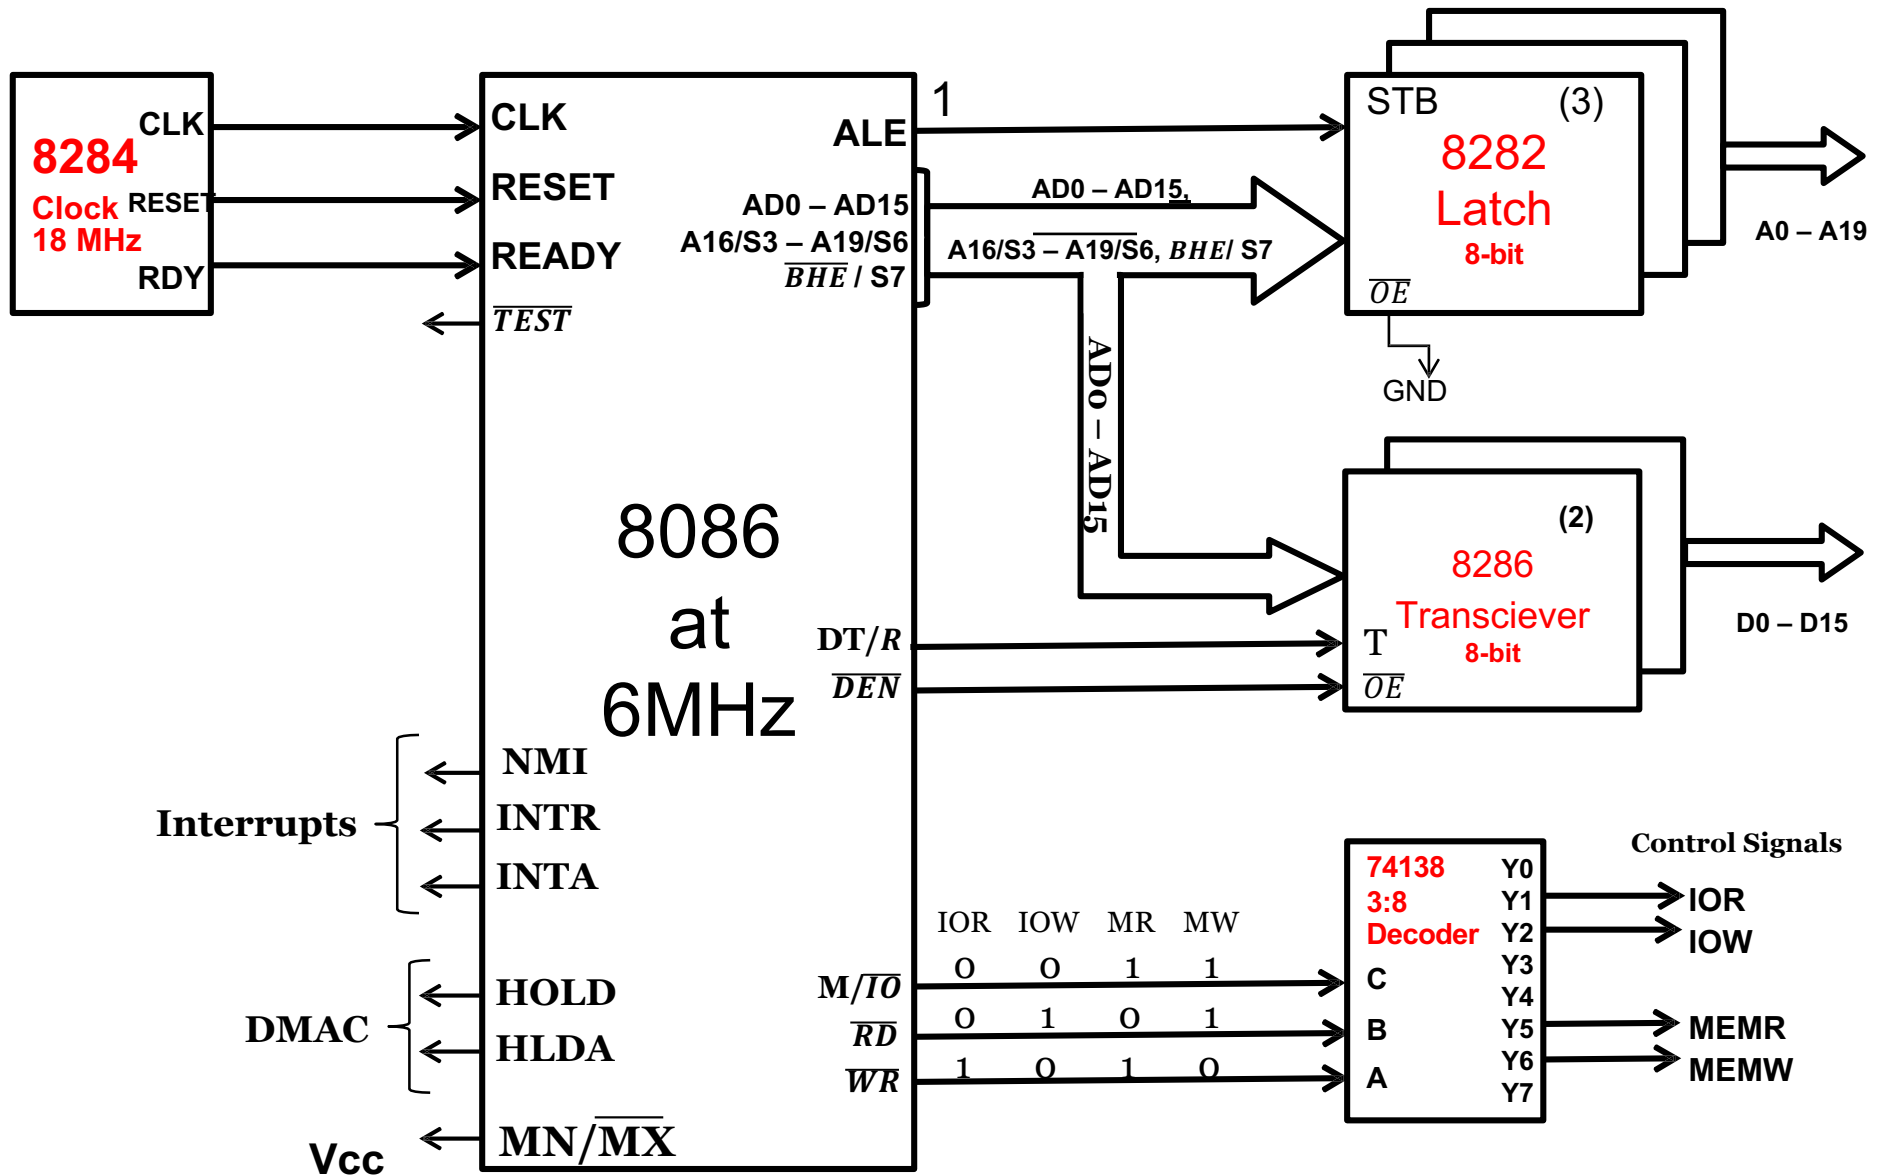 8284
Clock
18 MHz
CLK
RESET
RDY
CLK
RESET
READY
TEST
8086
at
6MHz
ALE
AD0 – AD15
A16/S3 – A19/S6
BHE / S7
DT/R
DEN
M/IO
RD
WR
NMI
INTR
INTA
HOLD
HLDA
MN/MX
Interrupts
DMAC
Vcc
1
AD0 – AD15,
A16/S3 – A19/S6, BHE/ S7
AD0 – AD15
STB (3)
8282
Latch
8-bit
OE
GND
A0 – A19
(2)
8286
Transciever
8-bit
T
OE
D0 – D15
IOR IOW MR MW
0 0 1 1
0 1 0 1
1 0 1 0
74138
3:8
Decoder
C
B
A
Y0
Y1
Y2
Y3
Y4
Y5
Y6
Y7
Control Signals
IOR
IOW
MEMR
MEMW